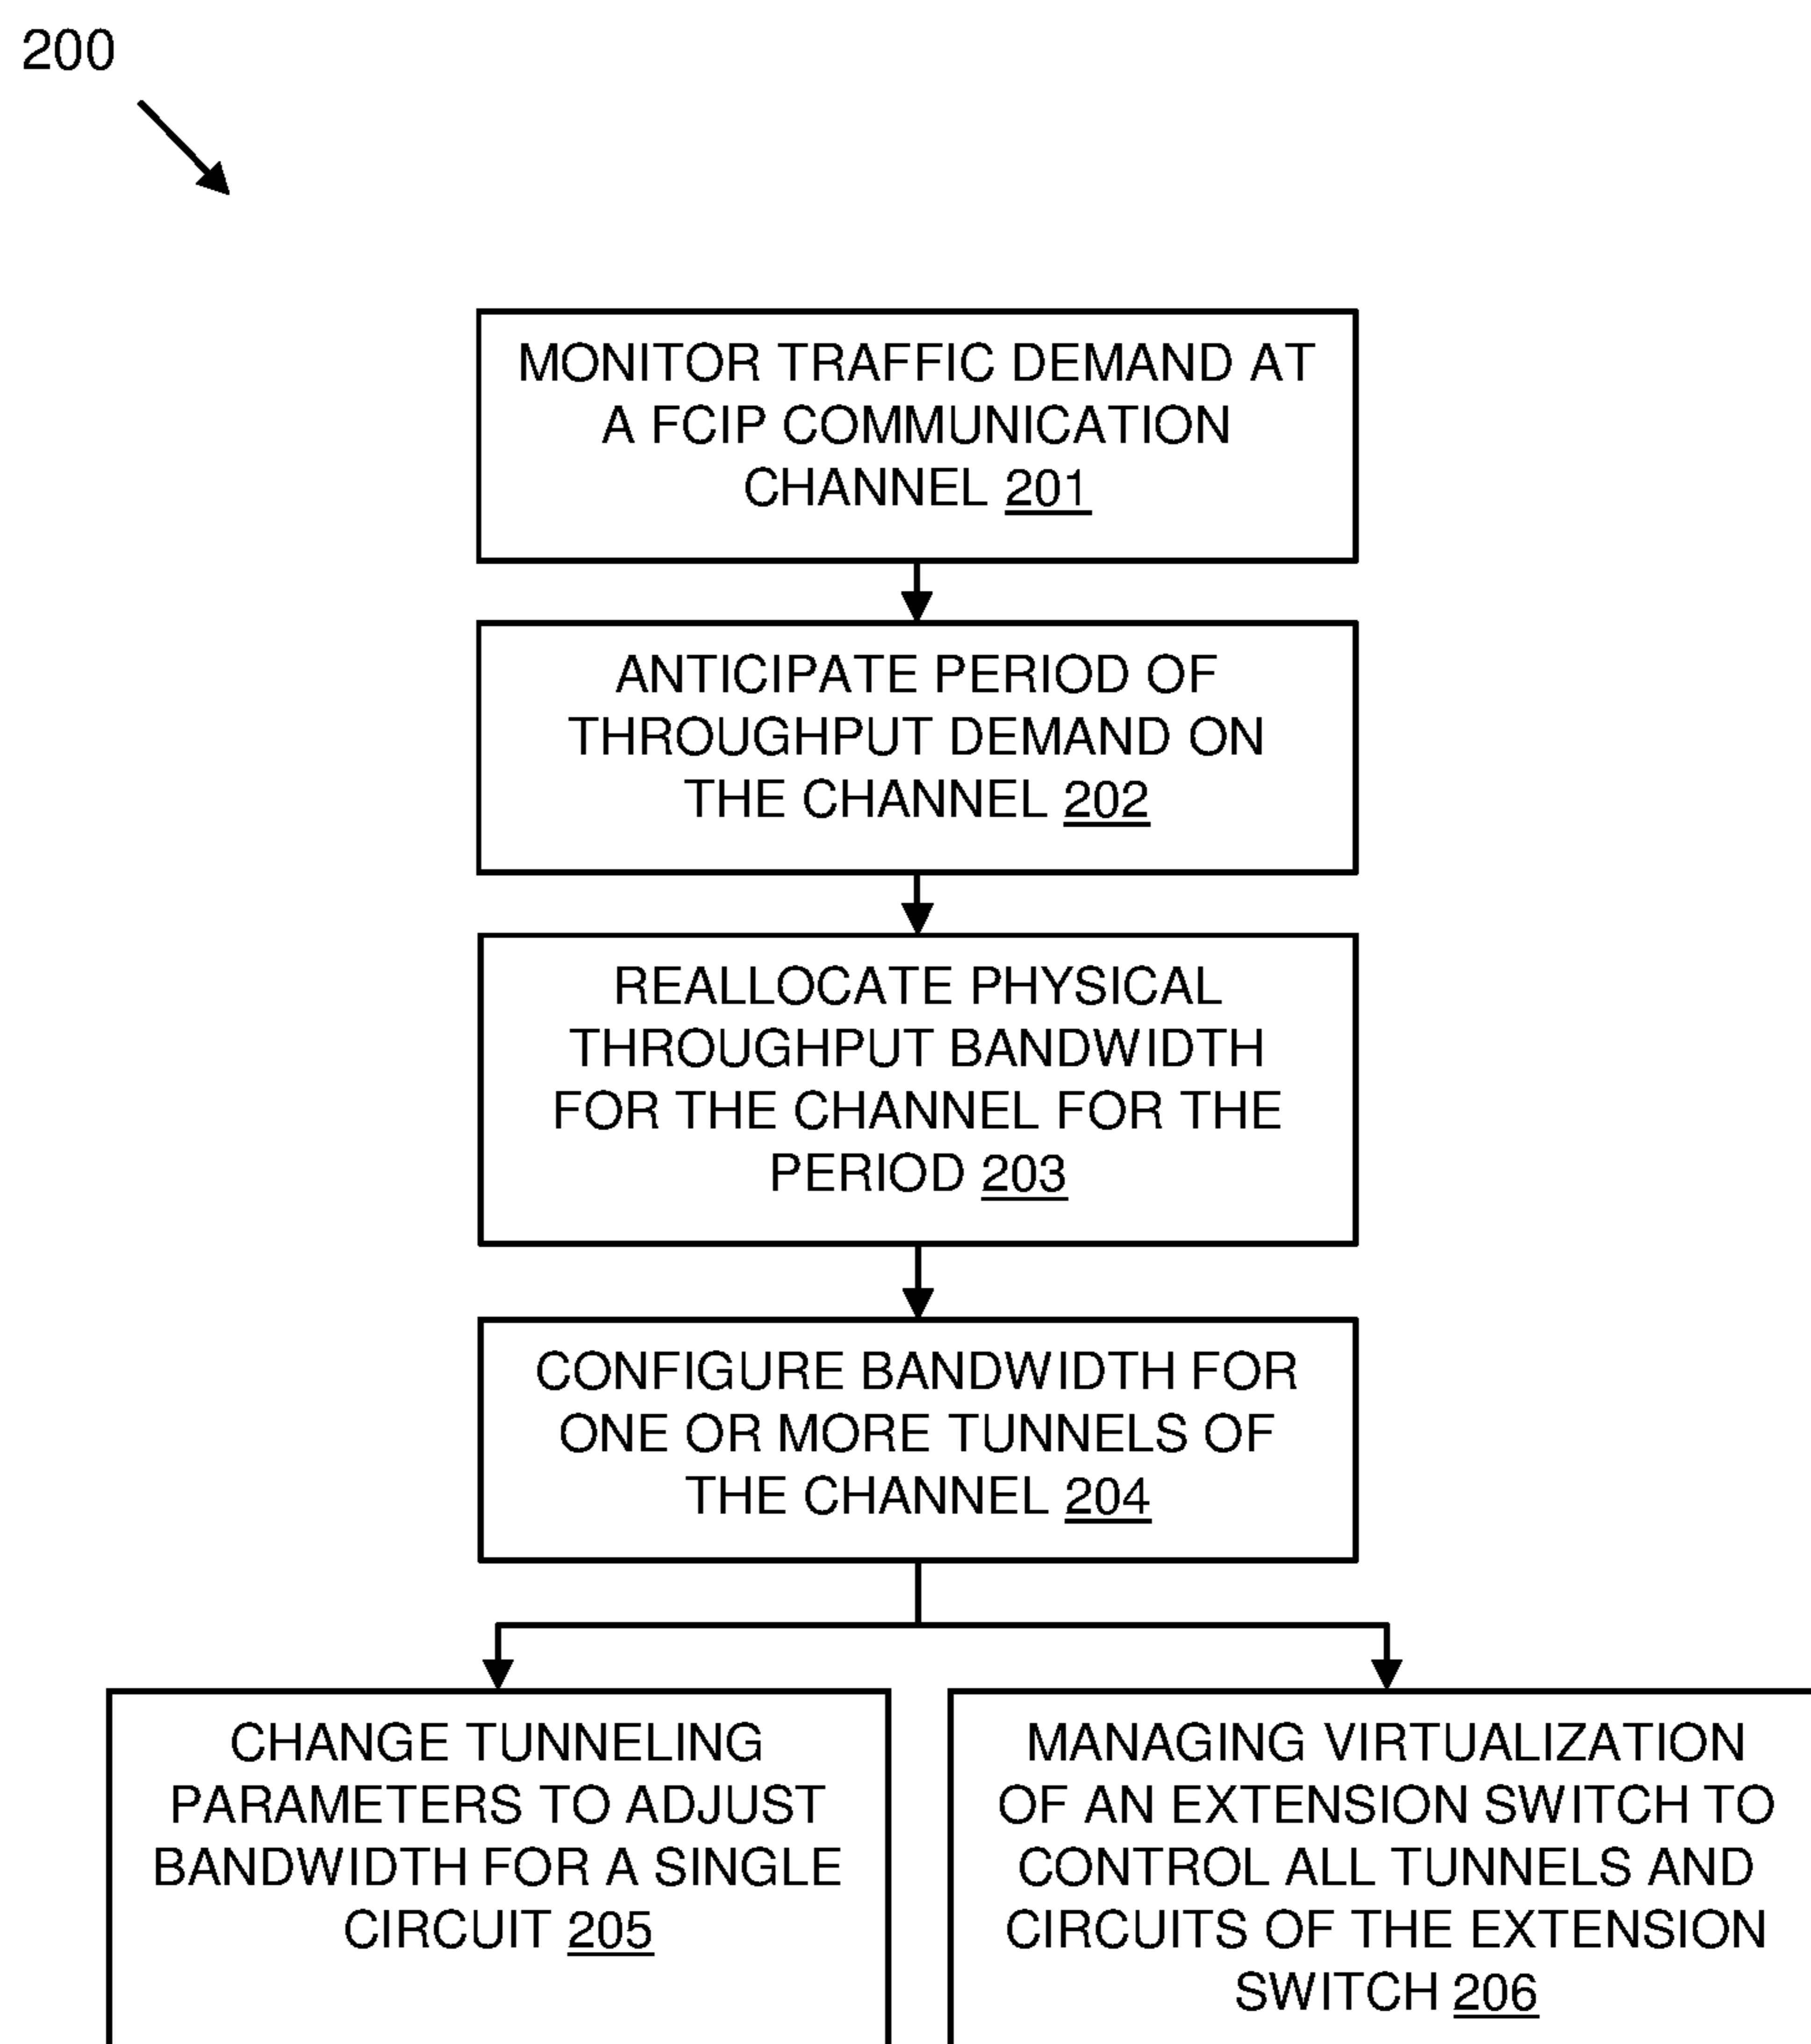 200
MONITOR TRAFFIC DEMAND AT
A FCIP COMMUNICATION
CHANNEL 201
ANTICIPATE PERIOD OF
THROUGHPUT DEMAND ON
THE CHANNEL 202
REALLOCATE PHYSICAL
THROUGHPUT BANDWIDTH
FOR THE CHANNEL FOR THE
PERIOD 203
CONFIGURE BANDWIDTH FOR
ONE OR MORE TUNNELS OF
THE CHANNEL 204
CHANGE TUNNELING
PARAMETERS TO ADJUST
BANDWIDTH FOR A SINGLE
CIRCUIT 205
MANAGING VIRTUALIZATION
OF AN EXTENSION SWITCH TO
CONTROL ALL TUNNELS AND
CIRCUITS OF THE EXTENSION
SWITCH 206